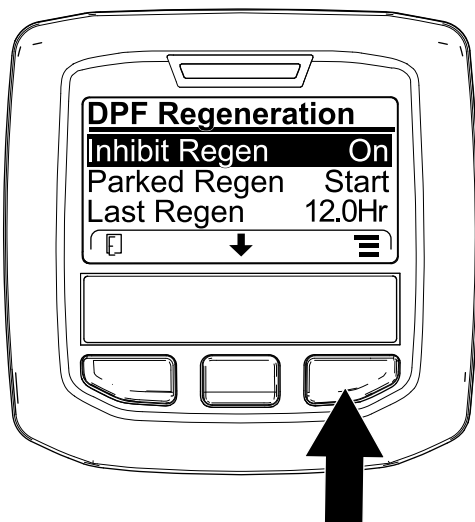 DPF Regeneration
Inhibit Regen On
Parked Regen Start
Last Regen 12.0Hr